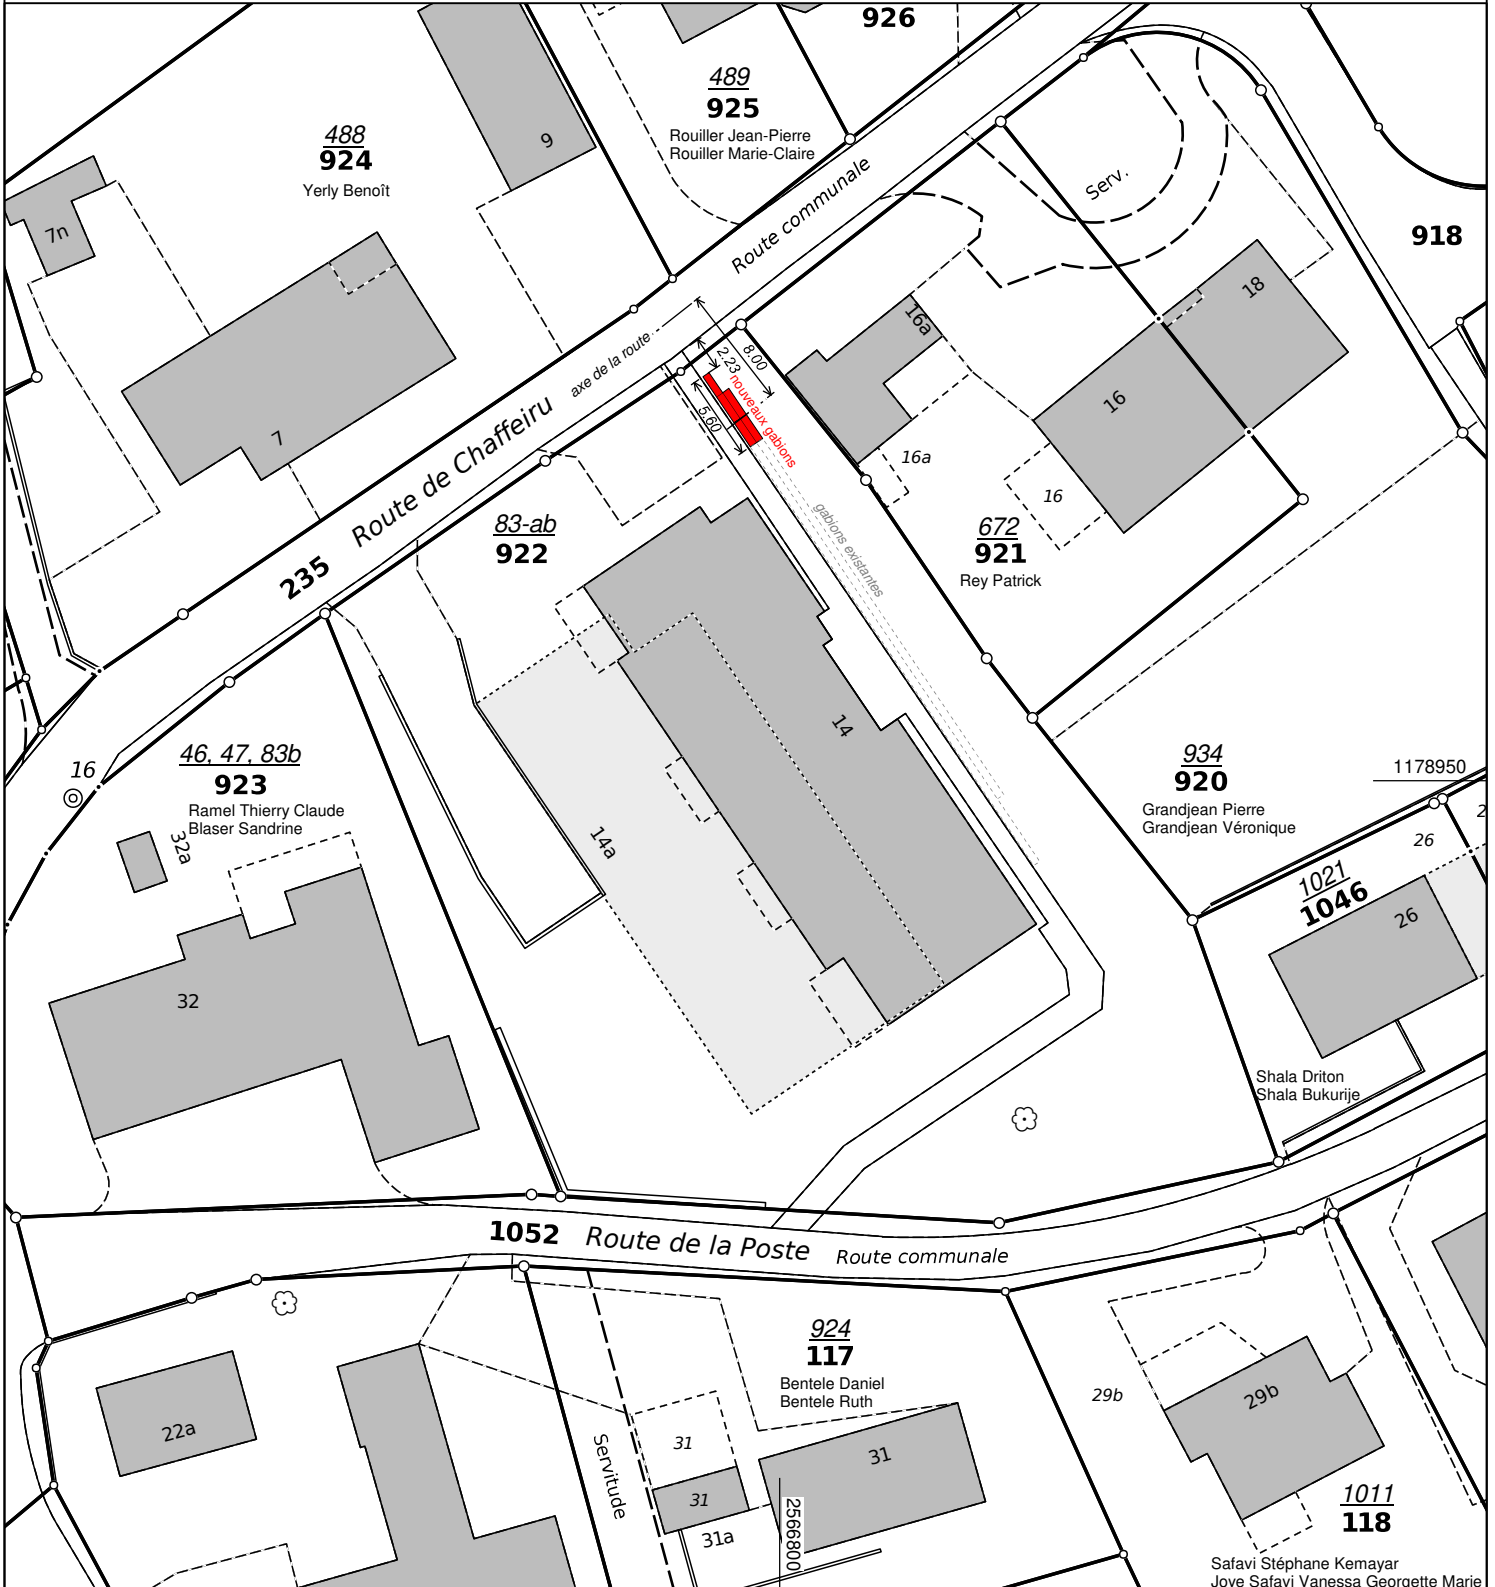 926
489
925
Rouiller Jean-Pierre
Rouiller Marie-Claire
488
924
Yerly Benoît
9
7n
7
Route communale
Serv.
918
18
16a
16
16a
16
axe de la route
8.00
2.23
5.60
nouveaux gabions
gabions existantes
235 Route de Chaffeiru
83-ab
922
672
921
Rey Patrick
14
14a
16
46, 47, 83b
923
Ramel Thierry Claude
Blaser Sandrine
32a
32
934
920
Grandjean Pierre
Grandjean Véronique
1178950
26
1021
1046
26
Shala Driton
Shala Bukurije
1052 Route de la Poste Route communale
924
117
Bentele Daniel
Bentele Ruth
22a
Servitude
31
31
31
31a
2566800
29b
29b
1011
118
Safavi Stéphane Kemayar
Joye Safavi Vanessa Georgette Marie